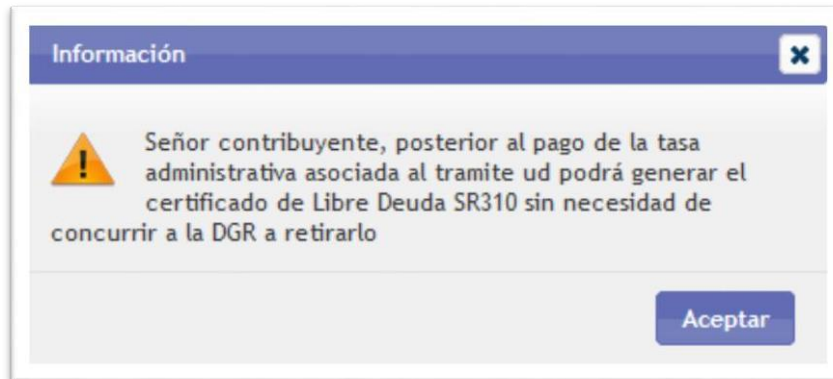 Información
Señor contribuyente, posterior al pago de la tasa
administrativa asociada al tramite ud podrá generar el
certificado de Libre Deuda SR310 sin necesidad de
concurrir a la DGR a retirarlo
Aceptar